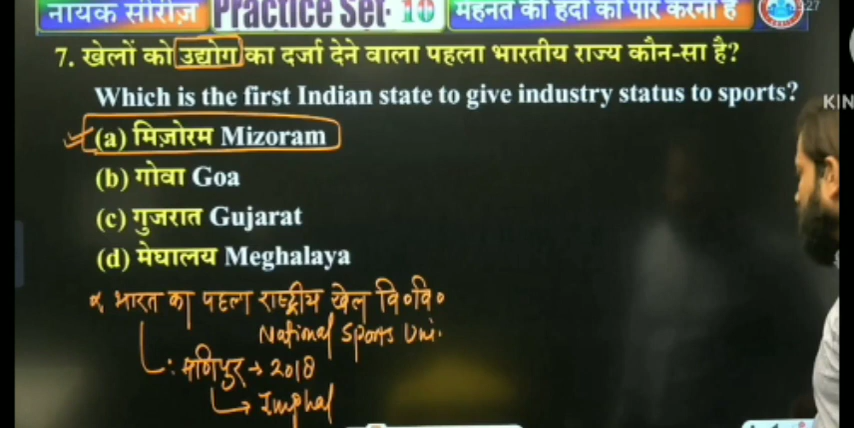 नायक सीरीज़ Practice Set- 10 मेहनत की हदों को पार करना है
7. खेलों को उद्योग का दर्जा देने वाला पहला भारतीय राज्य कौन-सा है?
Which is the first Indian state to give industry status to sports?
KIN
(a) मिज़ोरम Mizoram
(b) गोवा Goa
(c) गुजरात Gujarat
(d) मेघालय Meghalaya
भारत का पहला राष्ट्रीय खेल वि०वि०
National Sports Uni.
मणिपुर → 2018
→ Imphal